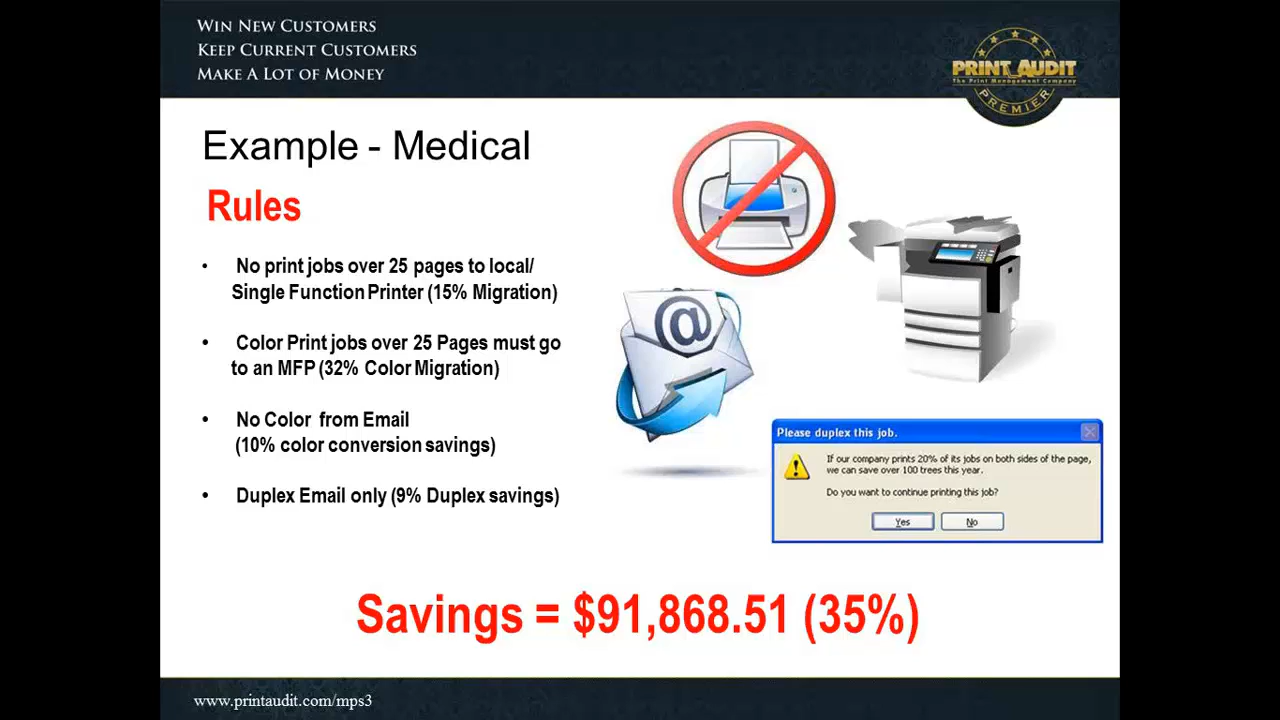 WIN NEW CUSTOMERS
KEEP CURRENT CUSTOMERS
MAKE A LOT OF MONEY
PRINT AUDIT
The Print Management Company
PREMIER
Example - Medical
Rules
• No print jobs over 25 pages to local/
Single Function Printer (15% Migration)
• Color Print jobs over 25 Pages must go
to an MFP (32% Color Migration)
• No Color from Email
(10% color conversion savings)
• Duplex Email only (9% Duplex savings)
@
Please duplex this job.
If our company prints 20% of its jobs on both sides of the page,
we can save over 100 trees this year.
Do you want to continue printing this job?
Yes
No
Savings = $91,868.51 (35%)
www.printaudit.com/mps3